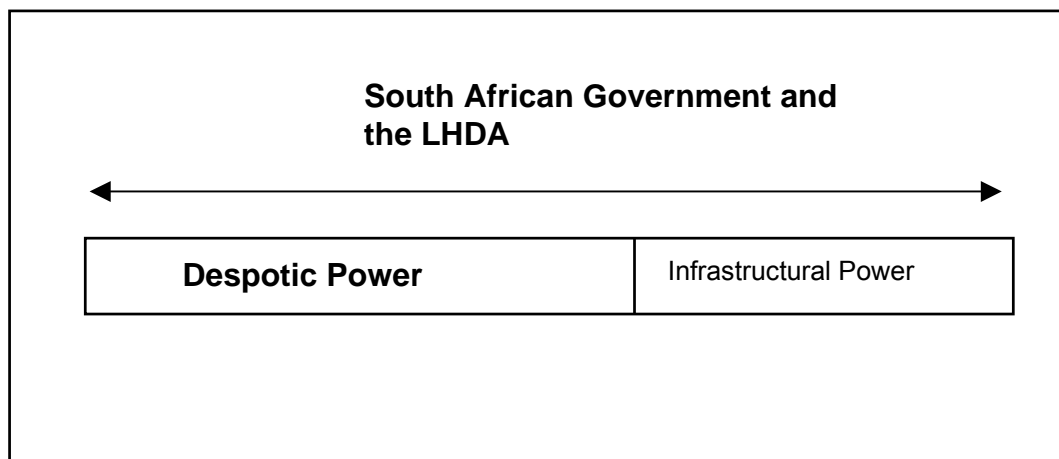 South African Government and
the LHDA
Despotic Power
Infrastructural Power